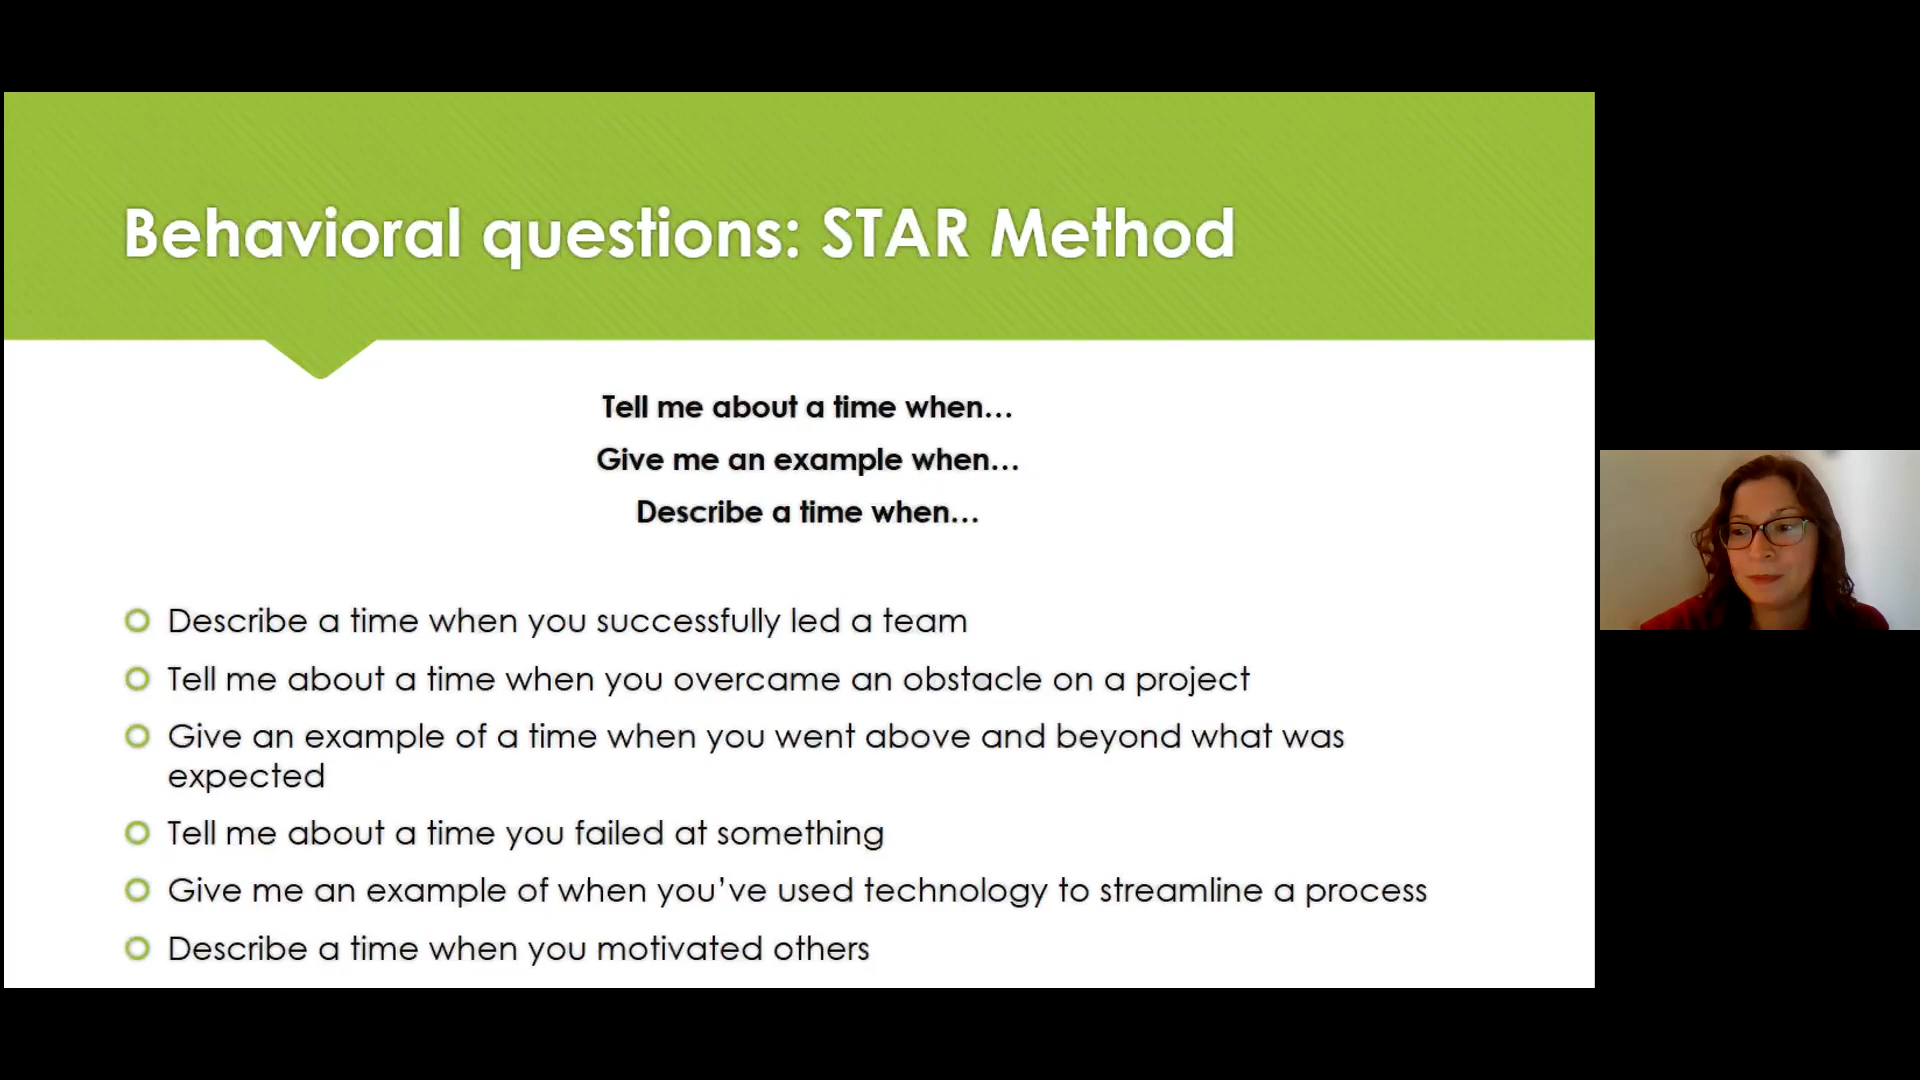 Behavioral questions: STAR Method
Tell me about a time when…
Give me an example when…
Describe a time when…
Describe a time when you successfully led a team
Tell me about a time when you overcame an obstacle on a project
Give an example of a time when you went above and beyond what was
expected
Tell me about a time you failed at something
Give me an example of when you’ve used technology to streamline a process
Describe a time when you motivated others